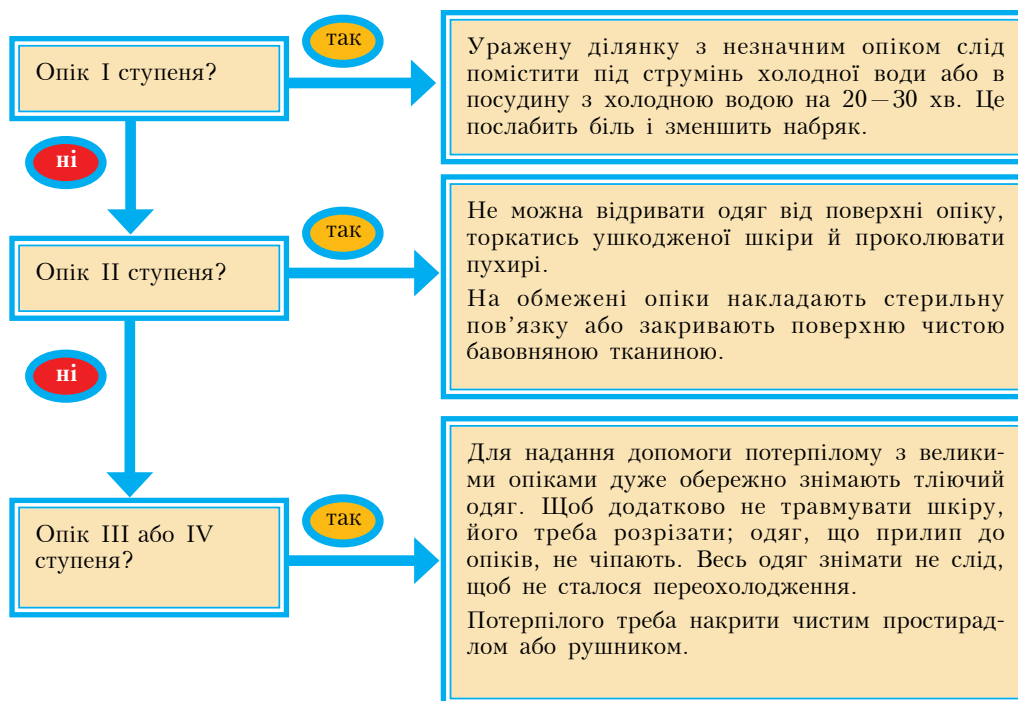 Опік I ступеня?
так
Уражену ділянку з незначним опіком слід
помістити під струмінь холодної води або в
посудину з холодною водою на 20—30 хв. Це
послабить біль і зменшить набряк.
ні
Опік II ступеня?
так
Не можна відривати одяг від поверхні опіку,
торкатись ушкодженої шкіри й проколювати
пухирі.
На обмежені опіки накладають стерильну
пов’язку або закривають поверхню чистою
бавовняною тканиною.
ні
Опік III або IV
ступеня?
так
Для надання допомоги потерпілому з велики-
ми опіками дуже обережно знімають тліючий
одяг. Щоб додатково не травмувати шкіру,
його треба розрізати; одяг, що прилип до
опіків, не чіпають. Весь одяг знімати не слід,
щоб не сталося переохолодження.
Потерпілого треба накрити чистим простирад-
лом або рушником.